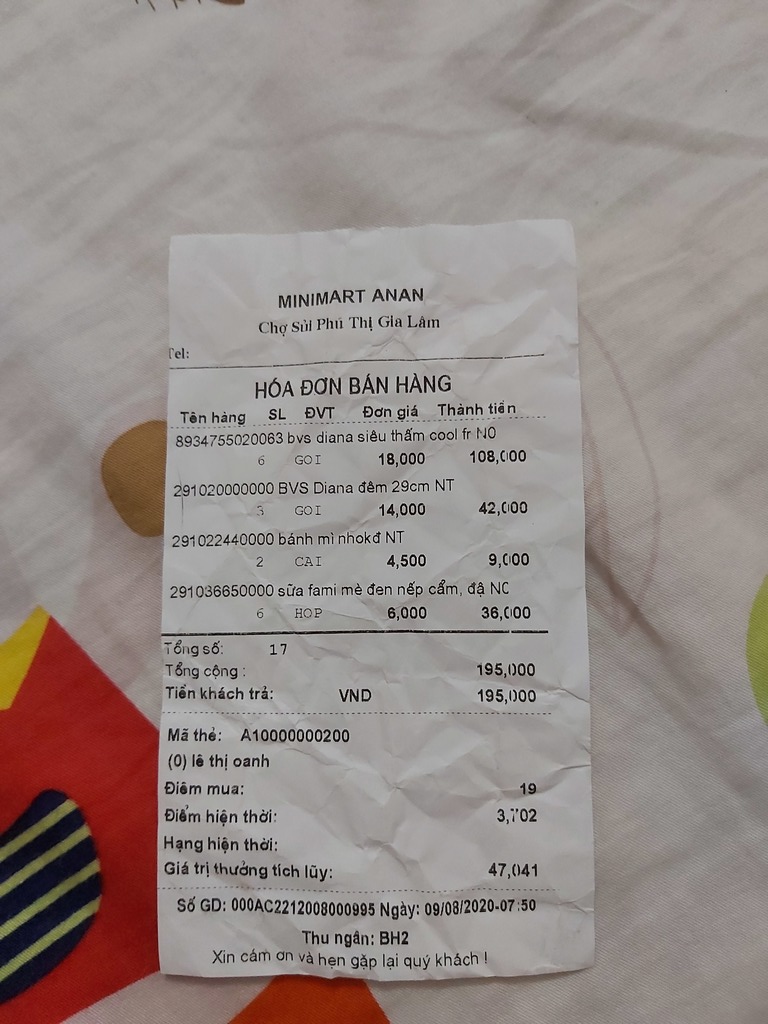 MINIMART ANAN
Chợ Sủi Phú Thị Gia Lâm
Tel:
HÓA ĐƠN BÁN HÀNG
Tên hàng SL ĐVT Đơn giá Thành tiền
8934755020063 bvs diana siêu thấm cool fr N0
6 GOI 18,000 108,000
291020000000 BVS Diana đêm 29cm NT
3 GOI 14,000 42,000
291022440000 bánh mì nhokđ NT
2 CAI 4,500 9,000
291036650000 sữa fami mè đen nếp cẩm, đậ NC
6 HOP 6,000 36,000
Tổng số: 17
Tổng cộng : 195,000
Tiền khách trả: VND 195,000
Mã thẻ: A10000000200
(0) lê thị oanh
Điểm mua: 19
Điểm hiện thời: 3,702
Hạng hiện thời:
Giá trị thưởng tích lũy: 47,041
Số GD: 000AC2212008000995 Ngày: 09/08/2020-07:50
Thu ngân: BH2
Xin cám ơn và hẹn gặp lại quý khách !